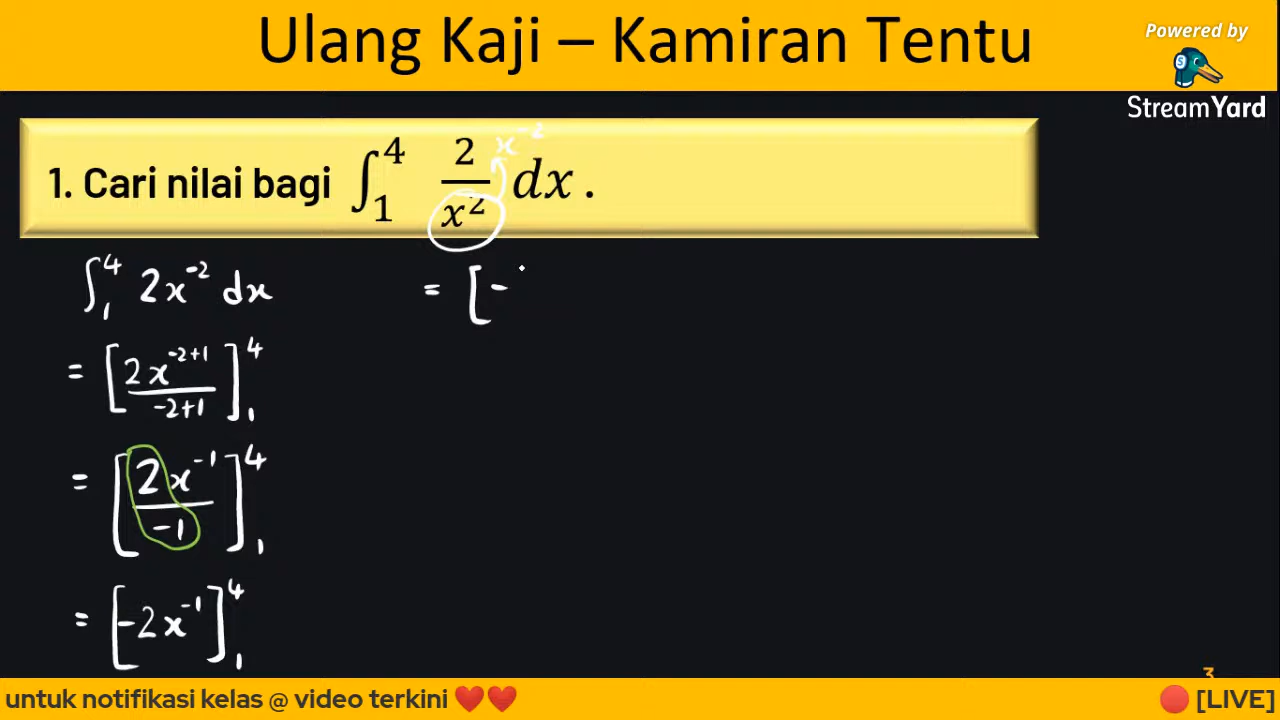 Ulang Kaji – Kamiran Tentu
Powered by
StreamYard
1. Cari nilai bagi ∫₁⁴ 2/x² dx .
x⁻²
∫₁⁴ 2x⁻² dx
= [2x⁻²⁺¹/-2+1]₁⁴
= [2x⁻¹/-1]₁⁴
= [-2x⁻¹]₁⁴
= [-
3
untuk notifikasi kelas @ video terkini ❤️❤️
🔴 [LIVE]